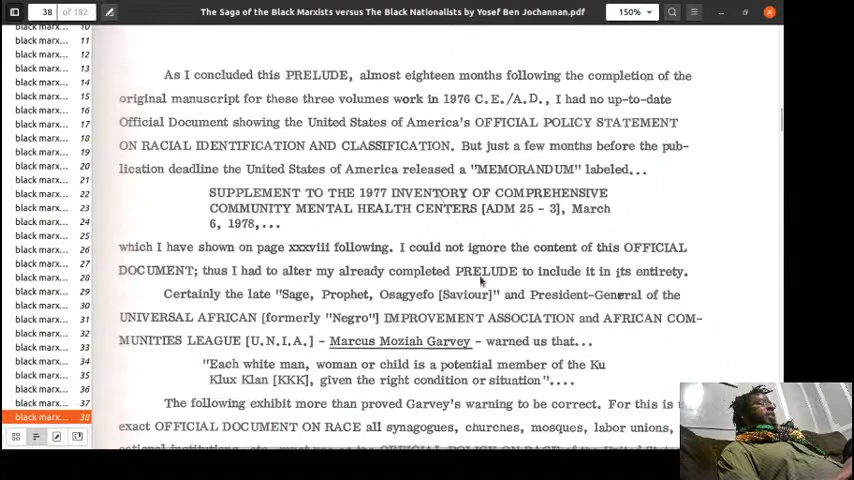 38 of 182
The Saga of the Black Marxists versus The Black Nationalists by Yosef Ben Jochannan.pdf
150%
black marx... 10
black marx... 11
black marx... 12
black marx... 13
black marx... 14
black marx... 15
black marx... 16
black marx... 17
black marx... 18
black marx... 19
black marx... 20
black marx... 21
black marx... 22
black marx... 23
black marx... 24
black marx... 25
black marx... 26
black marx... 27
black marx... 28
black marx... 29
black marx... 30
black marx... 31
black marx... 32
black marx... 33
black marx... 34
black marx... 35
black marx... 36
black marx... 37
black marx... 38
As I concluded this PRELUDE, almost eighteen months following the completion of the
original manuscript for these three volumes work in 1976 C.E./A.D., I had no up-to-date
Official Document showing the United States of America's OFFICIAL POLICY STATEMENT
ON RACIAL IDENTIFICATION AND CLASSIFICATION. But just a few months before the pub-
lication deadline the United States of America released a "MEMORANDUM" labeled...
SUPPLEMENT TO THE 1977 INVENTORY OF COMPREHENSIVE
COMMUNITY MENTAL HEALTH CENTERS [ADM 25 - 3], March
6, 1978,...
which I have shown on page xxxviii following. I could not ignore the content of this OFFICIAL
DOCUMENT; thus I had to alter my already completed PRELUDE to include it in its entirety.
Certainly the late "Sage, Prophet, Osagyefo [Saviour]" and President-General of the
UNIVERSAL AFRICAN [formerly "Negro"] IMPROVEMENT ASSOCIATION and AFRICAN COM-
MUNITIES LEAGUE [U.N.I.A.] - Marcus Moziah Garvey - warned us that...
"Each white man, woman or child is a potential member of the Ku
Klux Klan [KKK], given the right condition or situation"....
The following exhibit more than proved Garvey's warning to be correct. For this is
exact OFFICIAL DOCUMENT ON RACE all synagogues, churches, mosques, labor unions,